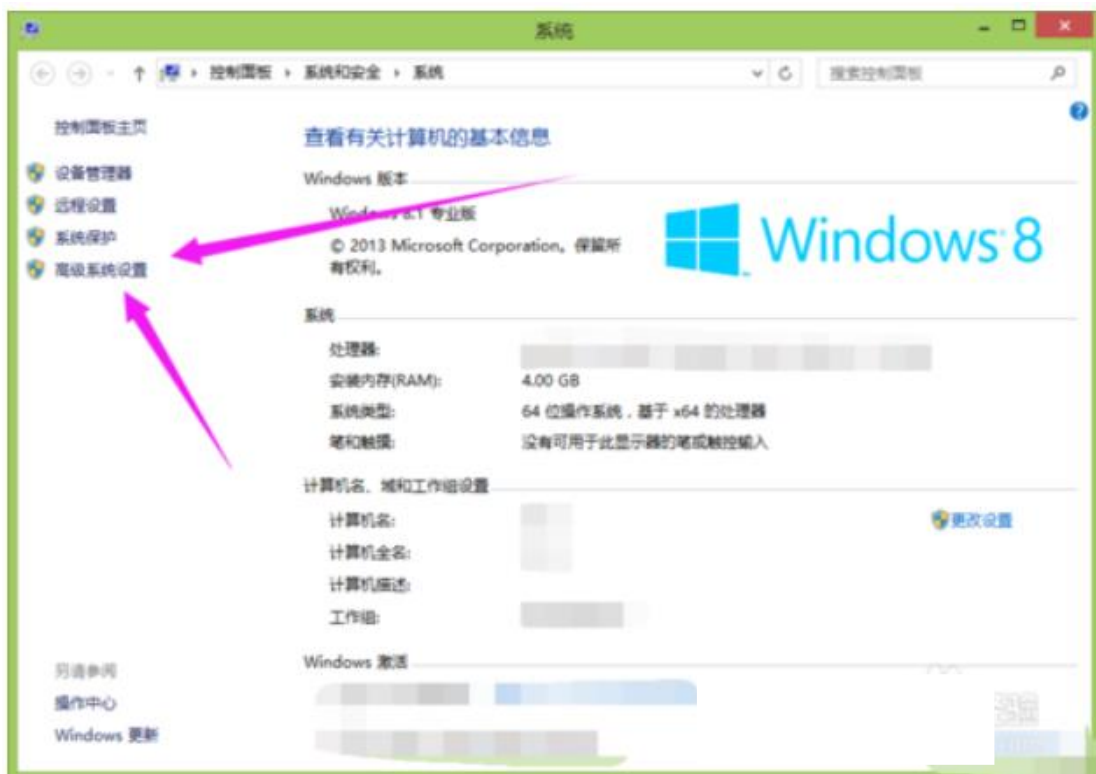 系统
控制面板 系统和安全 系统
搜索控制面板
控制面板主页
设备管理器
远程设置
系统保护
高级系统设置
查看有关计算机的基本信息
Windows 版本
Windows 8.1 专业版
© 2013 Microsoft Corporation。保留所
有权利。
Windows 8
系统
处理器:
安装内存(RAM): 4.00 GB
系统类型: 64 位操作系统，基于 x64 的处理器
笔和触摸: 没有可用于此显示器的笔或触控输入
计算机名、域和工作组设置
计算机名:
更改设置
计算机全名:
计算机描述:
工作组:
Windows 激活
另请参阅
操作中心
Windows 更新